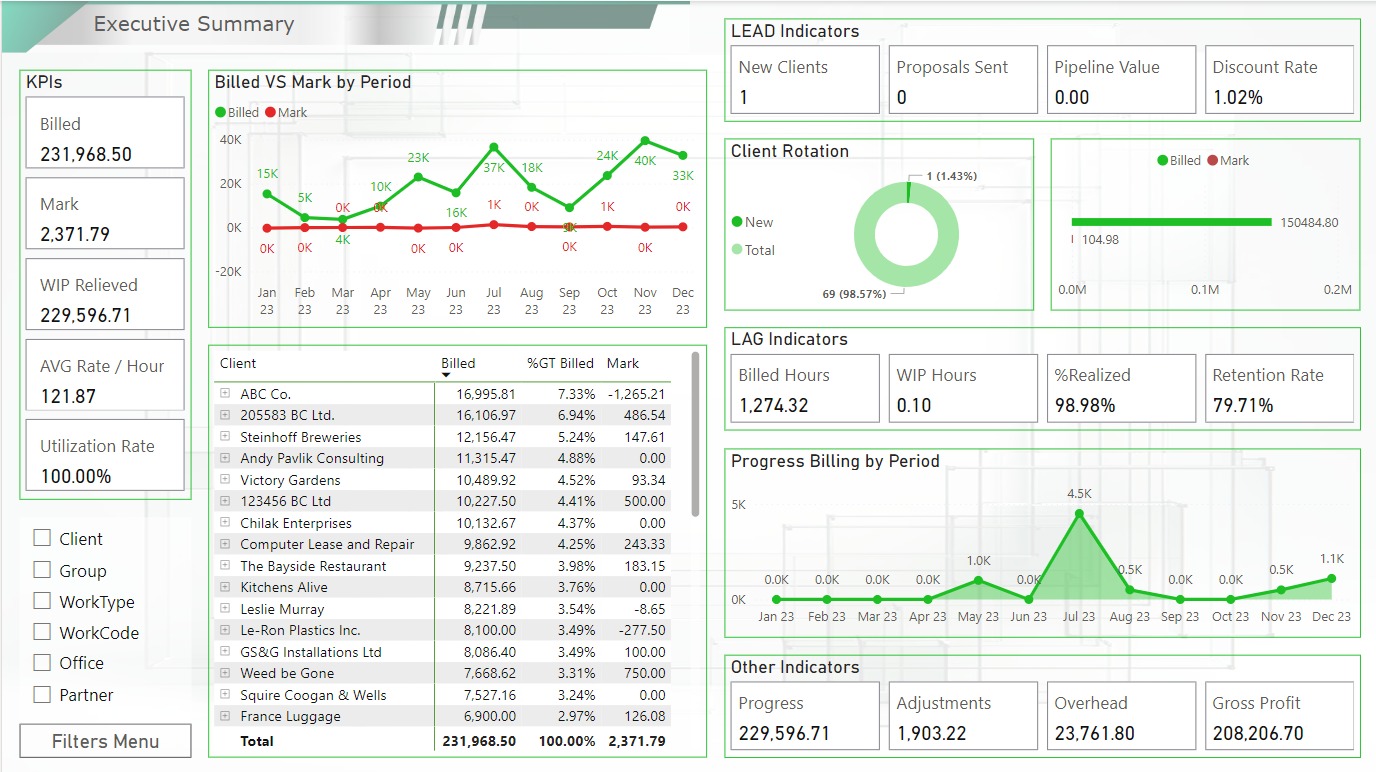 Executive Summary
KPIs
Billed
231,968.50
Mark
2,371.79
WIP Relieved
229,596.71
AVG Rate / Hour
121.87
Utilization Rate
100.00%
Client
Group
WorkType
WorkCode
Office
Partner
Filters Menu
Billed VS Mark by Period
Billed Mark
40K
20K
0K
-20K
15K 5K 4K 10K 23K 16K 37K 18K 24K 40K 33K
0K 0K 0K 0K 0K 0K 1K 0K 0K 1K 0K 0K
Jan Feb Mar Apr May Jun Jul Aug Sep Oct Nov Dec
23 23 23 23 23 23 23 23 23 23 23 23
Client Billed %GT Billed Mark
ABC Co. 16,995.81 7.33% -1,265.21
205583 BC Ltd. 16,106.97 6.94% 486.54
Steinhoff Breweries 12,156.47 5.24% 147.61
Andy Pavlik Consulting 11,315.47 4.88% 0.00
Victory Gardens 10,489.92 4.52% 93.34
123456 BC Ltd 10,227.50 4.41% 500.00
Chilak Enterprises 10,132.67 4.37% 0.00
Computer Lease and Repair 9,862.92 4.25% 243.33
The Bayside Restaurant 9,237.50 3.98% 183.15
Kitchens Alive 8,715.66 3.76% 0.00
Leslie Murray 8,221.89 3.54% -8.65
Le-Ron Plastics Inc. 8,100.00 3.49% -277.50
GS&G Installations Ltd 8,086.40 3.49% 100.00
Weed be Gone 7,668.62 3.31% 750.00
Squire Coogan & Wells 7,527.16 3.24% 0.00
France Luggage 6,900.00 2.97% 126.08
Total 231,968.50 100.00% 2,371.79
LEAD Indicators
New Clients
1
Proposals Sent
0
Pipeline Value
0.00
Discount Rate
1.02%
Client Rotation
New
Total
1 (1.43%)
69 (98.57%)
Billed Mark
150484.80
104.98
0.0M 0.1M 0.2M
LAG Indicators
Billed Hours
1,274.32
WIP Hours
0.10
%Realized
98.98%
Retention Rate
79.71%
Progress Billing by Period
5K
0K
0.0K 0.0K 0.0K 0.0K 1.0K 0.0K 4.5K 0.5K 0.0K 0.0K 0.5K 1.1K
Jan 23 Feb 23 Mar 23 Apr 23 May 23 Jun 23 Jul 23 Aug 23 Sep 23 Oct 23 Nov 23 Dec 23
Other Indicators
Progress
229,596.71
Adjustments
1,903.22
Overhead
23,761.80
Gross Profit
208,206.70